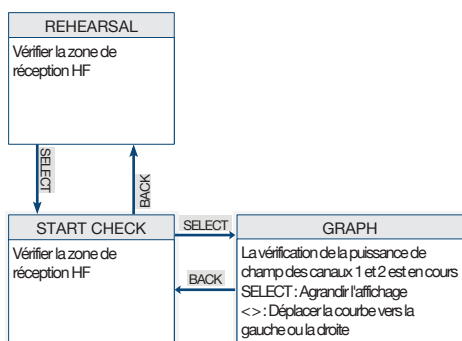 REHEARSAL
Vérifier la zone de
réception HF
SELECT
BACK
START CHECK
Vérifier la zone de
réception HF
SELECT
BACK
GRAPH
La vérification de la puissance de
champ des canaux 1 et 2 est en cours
SELECT : Agrandir l'affichage
<> : Déplacer la courbe vers la
gauche ou la droite